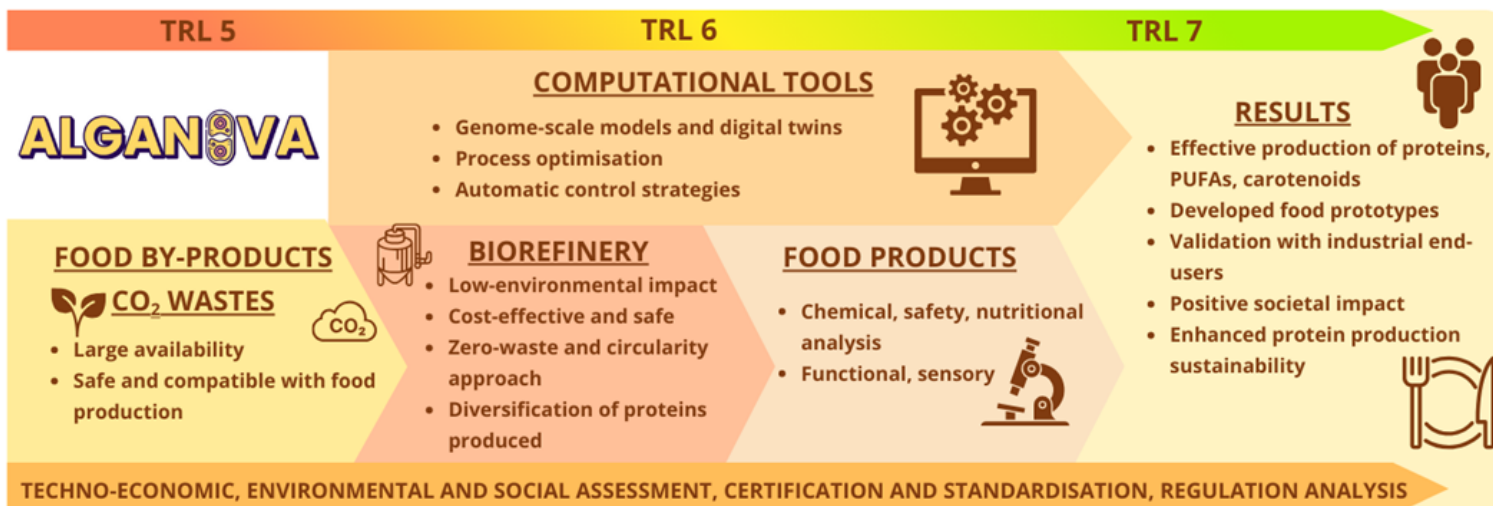 TRL 5
TRL 6
TRL 7
ALGANOVA
COMPUTATIONAL TOOLS
• Genome-scale models and digital twins
• Process optimisation
• Automatic control strategies
FOOD BY-PRODUCTS
CO₂ WASTES
CO₂
• Large availability
• Safe and compatible with food
production
BIOREFINERY
• Low-environmental impact
• Cost-effective and safe
• Zero-waste and circularity
approach
• Diversification of proteins
produced
FOOD PRODUCTS
• Chemical, safety, nutritional
analysis
• Functional, sensory
RESULTS
• Effective production of proteins,
PUFAs, carotenoids
• Developed food prototypes
• Validation with industrial end-
users
• Positive societal impact
• Enhanced protein production
sustainability
TECHNO-ECONOMIC, ENVIRONMENTAL AND SOCIAL ASSESSMENT, CERTIFICATION AND STANDARDISATION, REGULATION ANALYSIS